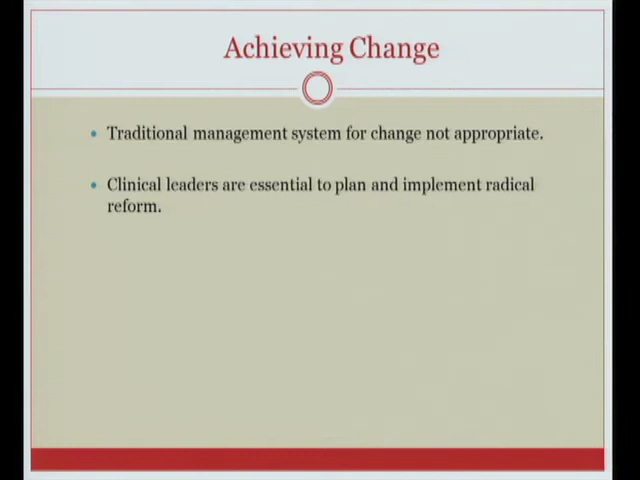 Achieving Change
• Traditional management system for change not appropriate.
• Clinical leaders are essential to plan and implement radical
reform.